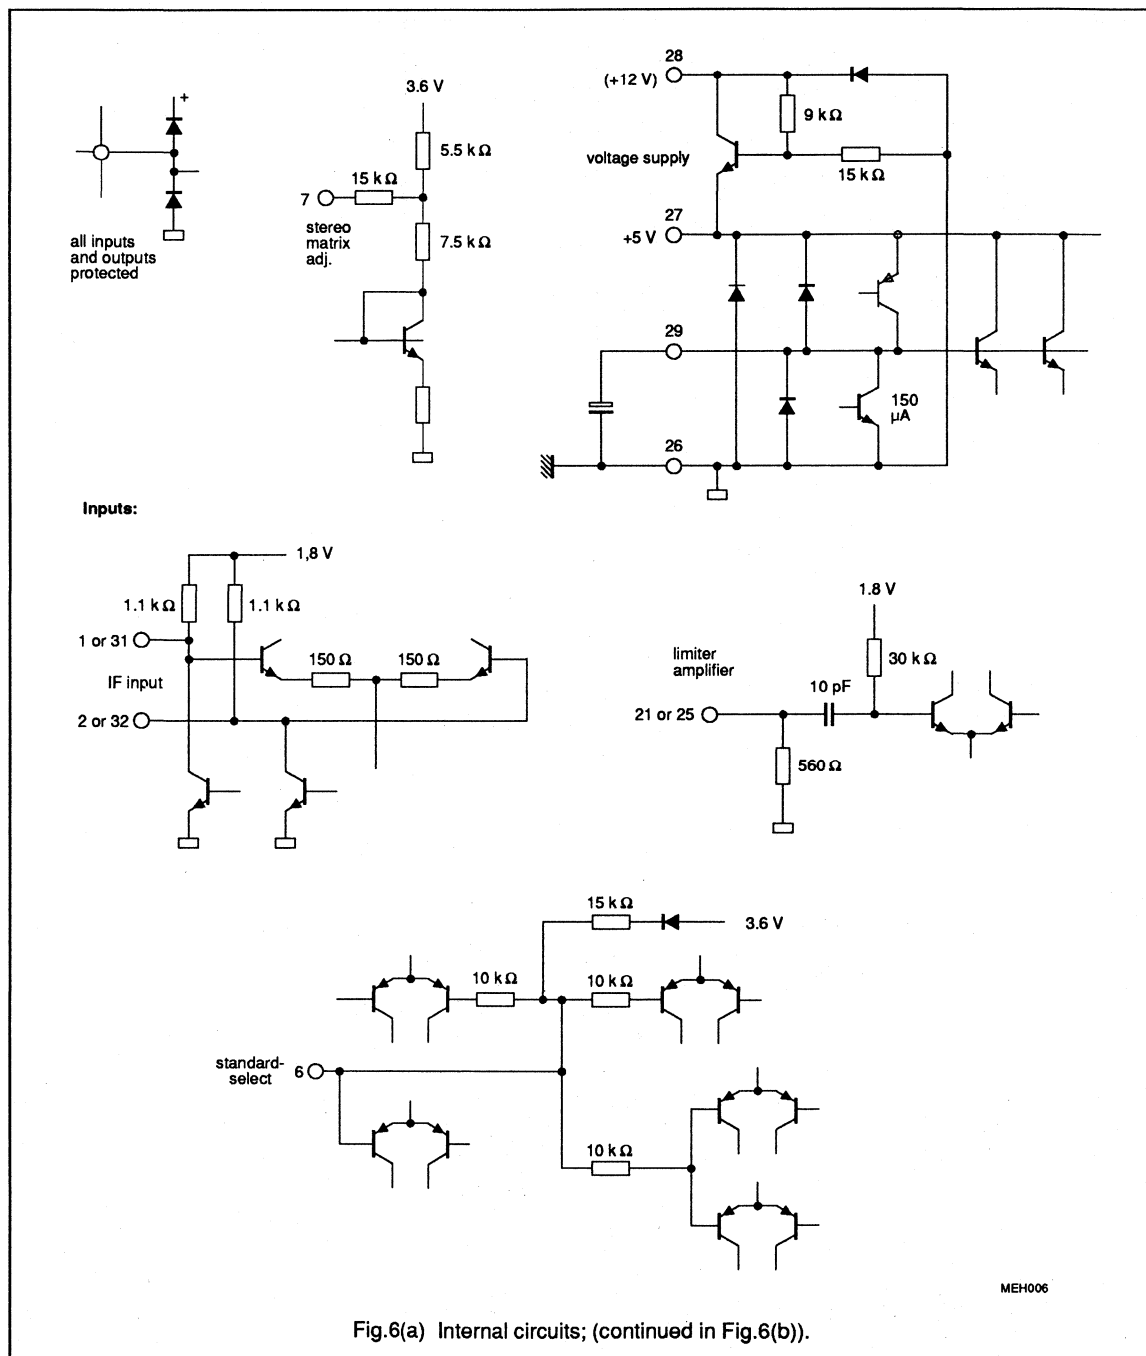 +
all inputs
and outputs
protected
3.6 V
5.5 kΩ
15 kΩ
7
stereo
matrix
adj.
7.5 kΩ
28
(+12 V)
9 kΩ
voltage supply
15 kΩ
27
+5 V
29
150
µA
26
Inputs:
1,8 V
1.1 kΩ
1.1 kΩ
1 or 31
150 Ω
150 Ω
IF input
2 or 32
1.8 V
limiter
amplifier
30 kΩ
10 pF
21 or 25
560 Ω
15 kΩ
3.6 V
10 kΩ
10 kΩ
standard-
select
6
10 kΩ
MEH006
Fig.6(a) Internal circuits; (continued in Fig.6(b)).